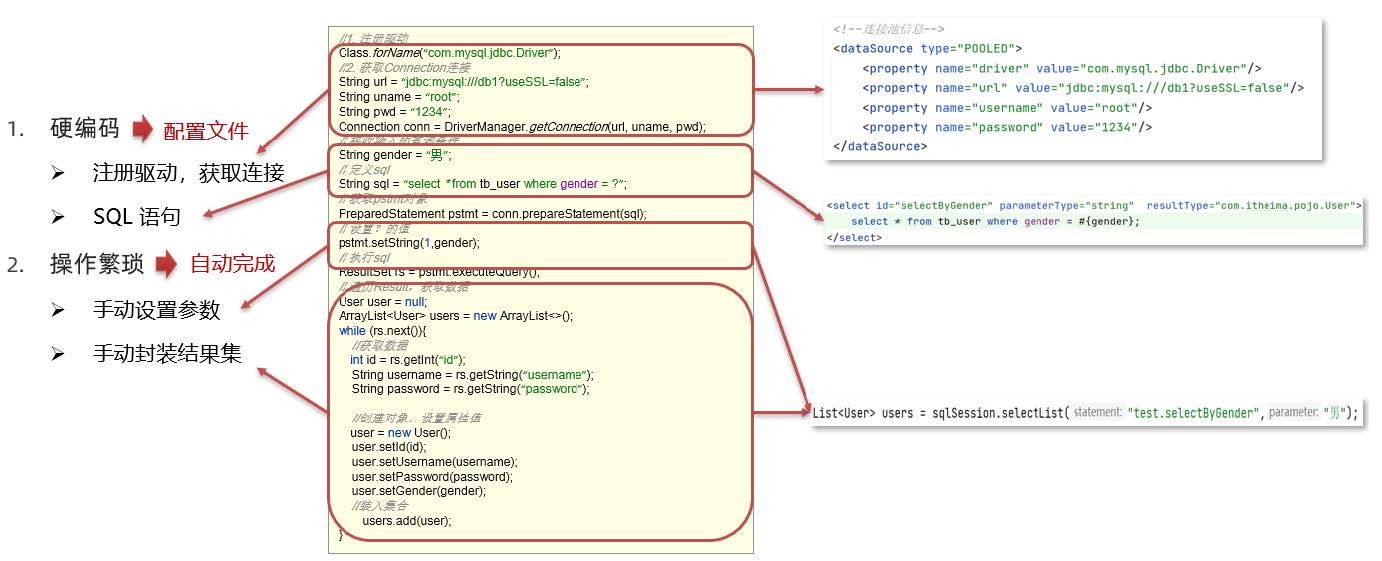 1. 硬编码 配置文件
➢ 注册驱动，获取连接
➢ SQL 语句
2. 操作繁琐 自动完成
➢ 手动设置参数
➢ 手动封装结果集
//1. 注册驱动
Class.forName(“com.mysql.jdbc.Driver”);
//2. 获取Connection连接
String url = “jdbc:mysql:///db1?useSSL=false”;
String uname = “root”;
String pwd = “1234”;
Connection conn = DriverManager.getConnection(url, uname, pwd);
// 接收输入的查询条件
String gender = “男”;
// 定义sql
String sql = “select *from tb_user where gender = ?”;
// 获取pstmt对象
PreparedStatement pstmt = conn.prepareStatement(sql);
// 设置？的值
pstmt.setString(1,gender);
// 执行sql
ResultSet rs = pstmt.executeQuery();
// 遍历Result，获取数据
User user = null;
ArrayList<User> users = new ArrayList<>();
while (rs.next()){
//获取数据
int id = rs.getInt(“id”);
String username = rs.getString(“username”);
String password = rs.getString(“password”);
//创建对象，设置属性值
user = new User();
user.setId(id);
user.setUsername(username);
user.setPassword(password);
user.setGender(gender);
//装入集合
users.add(user);
}
<!--连接池信息-->
<dataSource type="POOLED">
<property name="driver" value="com.mysql.jdbc.Driver"/>
<property name="url" value="jdbc:mysql:///db1?useSSL=false"/>
<property name="username" value="root"/>
<property name="password" value="1234"/>
</dataSource>
<select id="selectByGender" parameterType="string" resultType="com.itheima.pojo.User">
select * from tb_user where gender = #{gender};
</select>
List<User> users = sqlSession.selectList( statement: "test.selectByGender", parameter: "男");